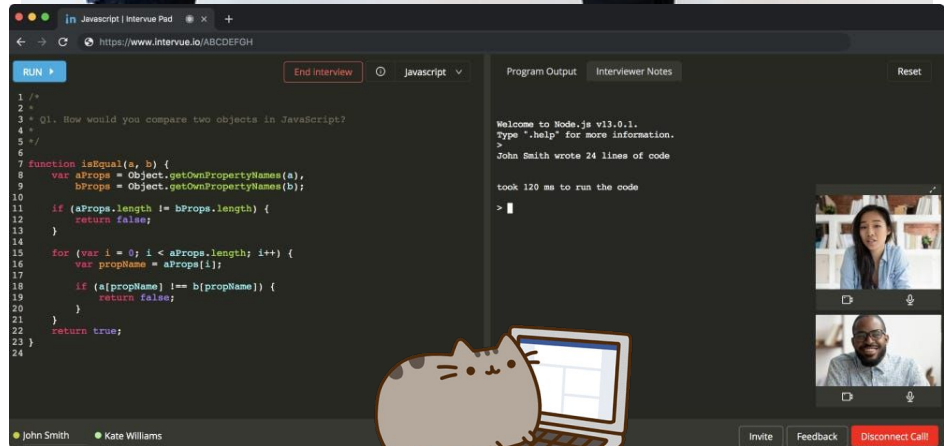 in Javascript | Intervue Pad
https://www.intervue.io/ABCDEFGH
RUN
End interview
Javascript
1 /*
2 *
3 * Q1. How would you compare two objects in JavaScript?
4 *
5 */
6
7 function isEqual(a, b) {
8 var aProps = Object.getOwnPropertyNames(a),
9 bProps = Object.getOwnPropertyNames(b);
10
11 if (aProps.length != bProps.length) {
12 return false;
13 }
14
15 for (var i = 0; i < aProps.length; i++) {
16 var propName = aProps[i];
17
18 if (a[propName] !== b[propName]) {
19 return false;
20 }
21 }
22 return true;
23 }
24
Program Output Interviewer Notes
Reset
Welcome to Node.js v13.0.1.
Type ".help" for more information.
>
John Smith wrote 24 lines of code
took 120 ms to run the code
>
John Smith
Kate Williams
Invite
Feedback
Disconnect Call!